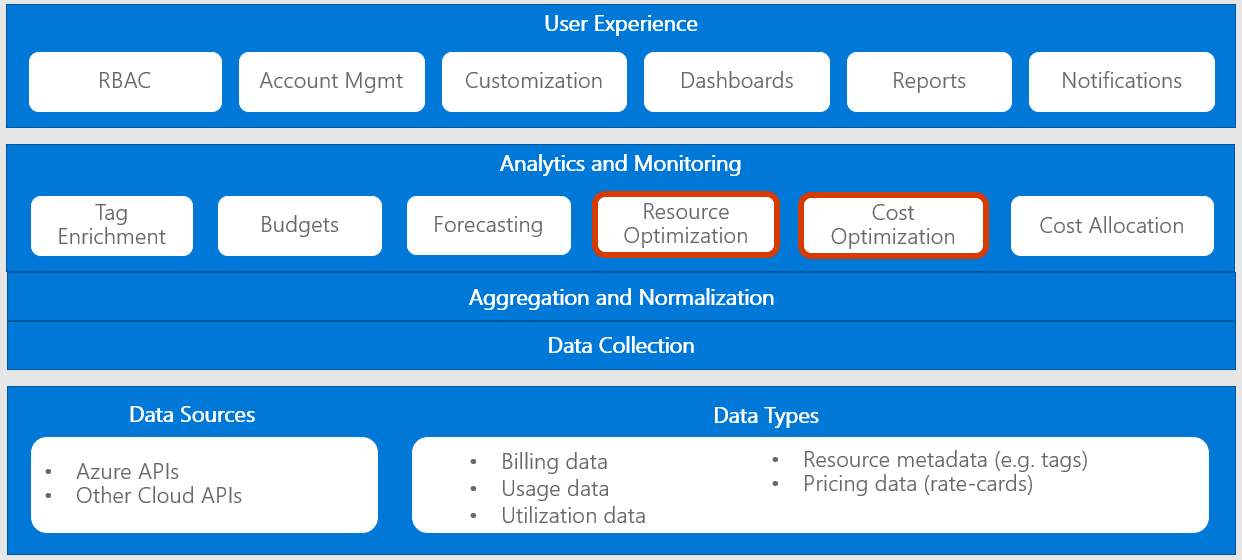 User Experience
RBAC
Account Mgmt
Customization
Dashboards
Reports
Notifications
Analytics and Monitoring
Tag
Enrichment
Budgets
Forecasting
Resource
Optimization
Cost
Optimization
Cost Allocation
Aggregation and Normalization
Data Collection
Data Sources
• Azure APIs
• Other Cloud APIs
Data Types
• Billing data
• Usage data
• Utilization data
• Resource metadata (e.g. tags)
• Pricing data (rate-cards)